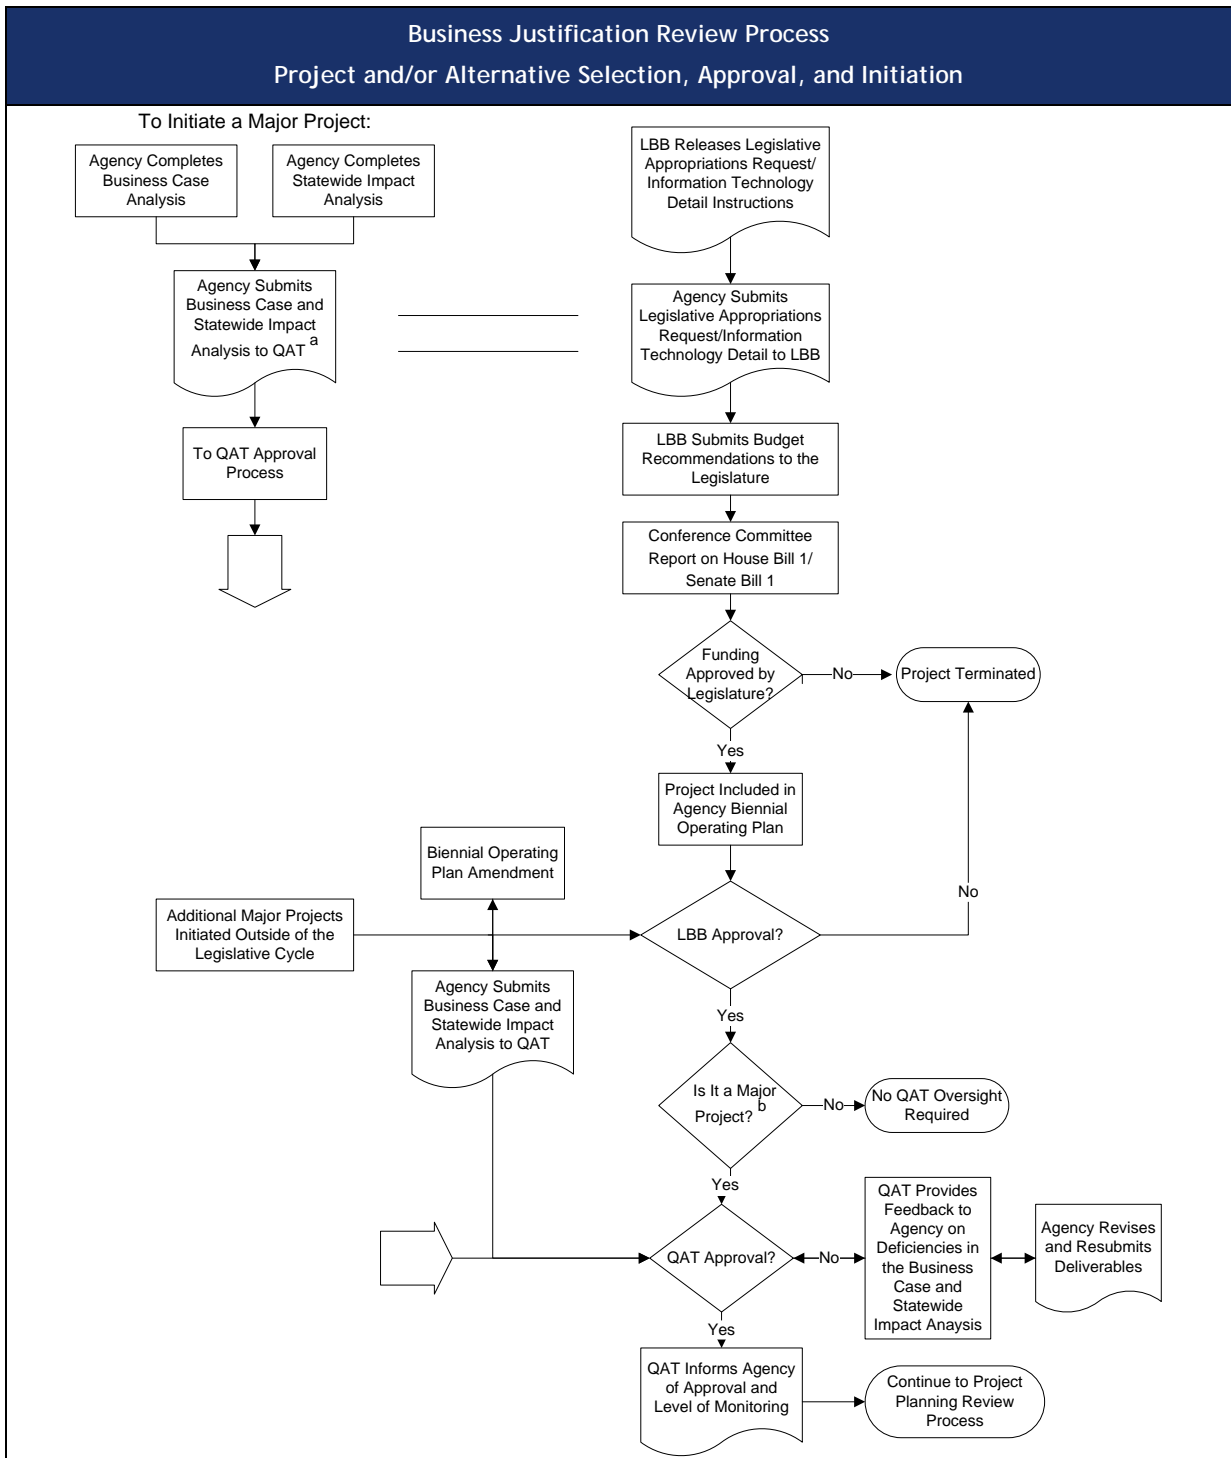 Business Justification Review Process
Project and/or Alternative Selection, Approval, and Initiation
To Initiate a Major Project:
Agency Completes
Business Case
Analysis
Agency Completes
Statewide Impact
Analysis
Agency Submits
Business Case and
Statewide Impact
Analysis to QAT a
To QAT Approval
Process
LBB Releases Legislative
Appropriations Request/
Information Technology
Detail Instructions
Agency Submits
Legislative Appropriations
Request/Information
Technology Detail to LBB
LBB Submits Budget
Recommendations to the
Legislature
Conference Committee
Report on House Bill 1/
Senate Bill 1
Funding
Approved by
Legislature?
No
Project Terminated
Yes
Project Included in
Agency Biennial
Operating Plan
Biennial Operating
Plan Amendment
Additional Major Projects
Initiated Outside of the
Legislative Cycle
LBB Approval?
No
Agency Submits
Business Case and
Statewide Impact
Analysis to QAT
Yes
Is It a Major
Project? b
No
No QAT Oversight
Required
Yes
QAT Approval?
No
QAT Provides
Feedback to
Agency on
Deficiencies in
the Business
Case and
Statewide
Impact Anaysis
Agency Revises
and Resubmits
Deliverables
Yes
QAT Informs Agency
of Approval and
Level of Monitoring
Continue to Project
Planning Review
Process